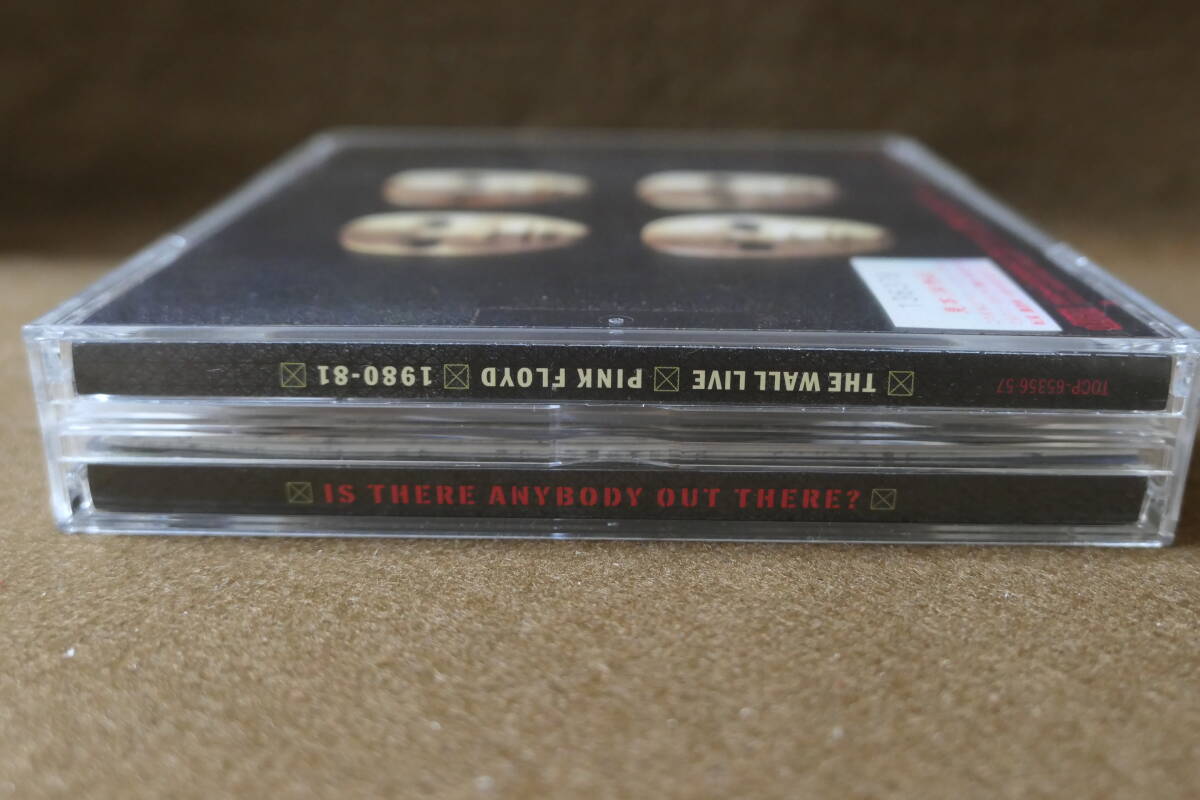 THE WALL LIVE PINK FLOYD 1980-81
TOCP-65356·57
IS THERE ANYBODY OUT THERE?